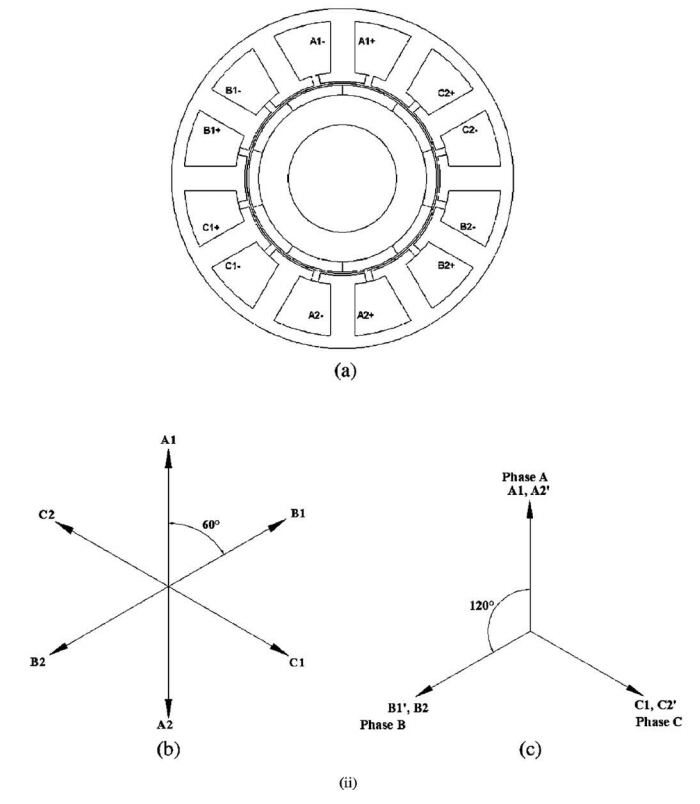 A1- A1+
B1- C2+
B1+ C2-
C1+ B2-
C1- B2+
A2- A2+
(a)
A1
C2 60° B1
B2 C1
A2
(b)
Phase A
A1, A2'
120°
B1', B2
Phase B
C1, C2'
Phase C
(c)
(ii)